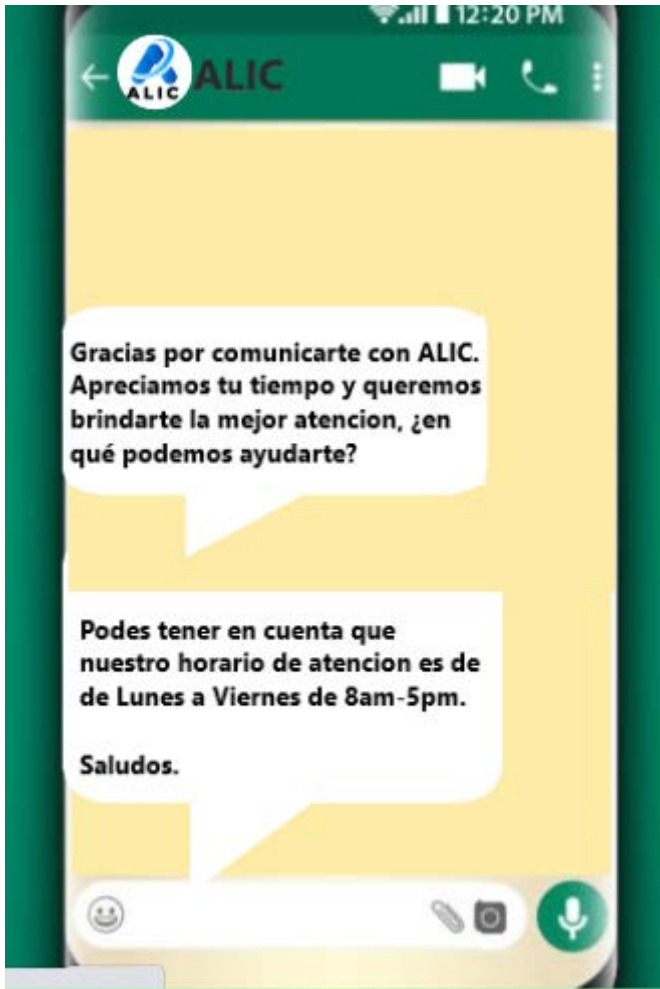 12:20 PM
ALIC
ALIC
Gracias por comunicarte con ALIC.
Apreciamos tu tiempo y queremos
brindarte la mejor atencion, ¿en
qué podemos ayudarte?
Podes tener en cuenta que
nuestro horario de atencion es de
de Lunes a Viernes de 8am-5pm.
Saludos.